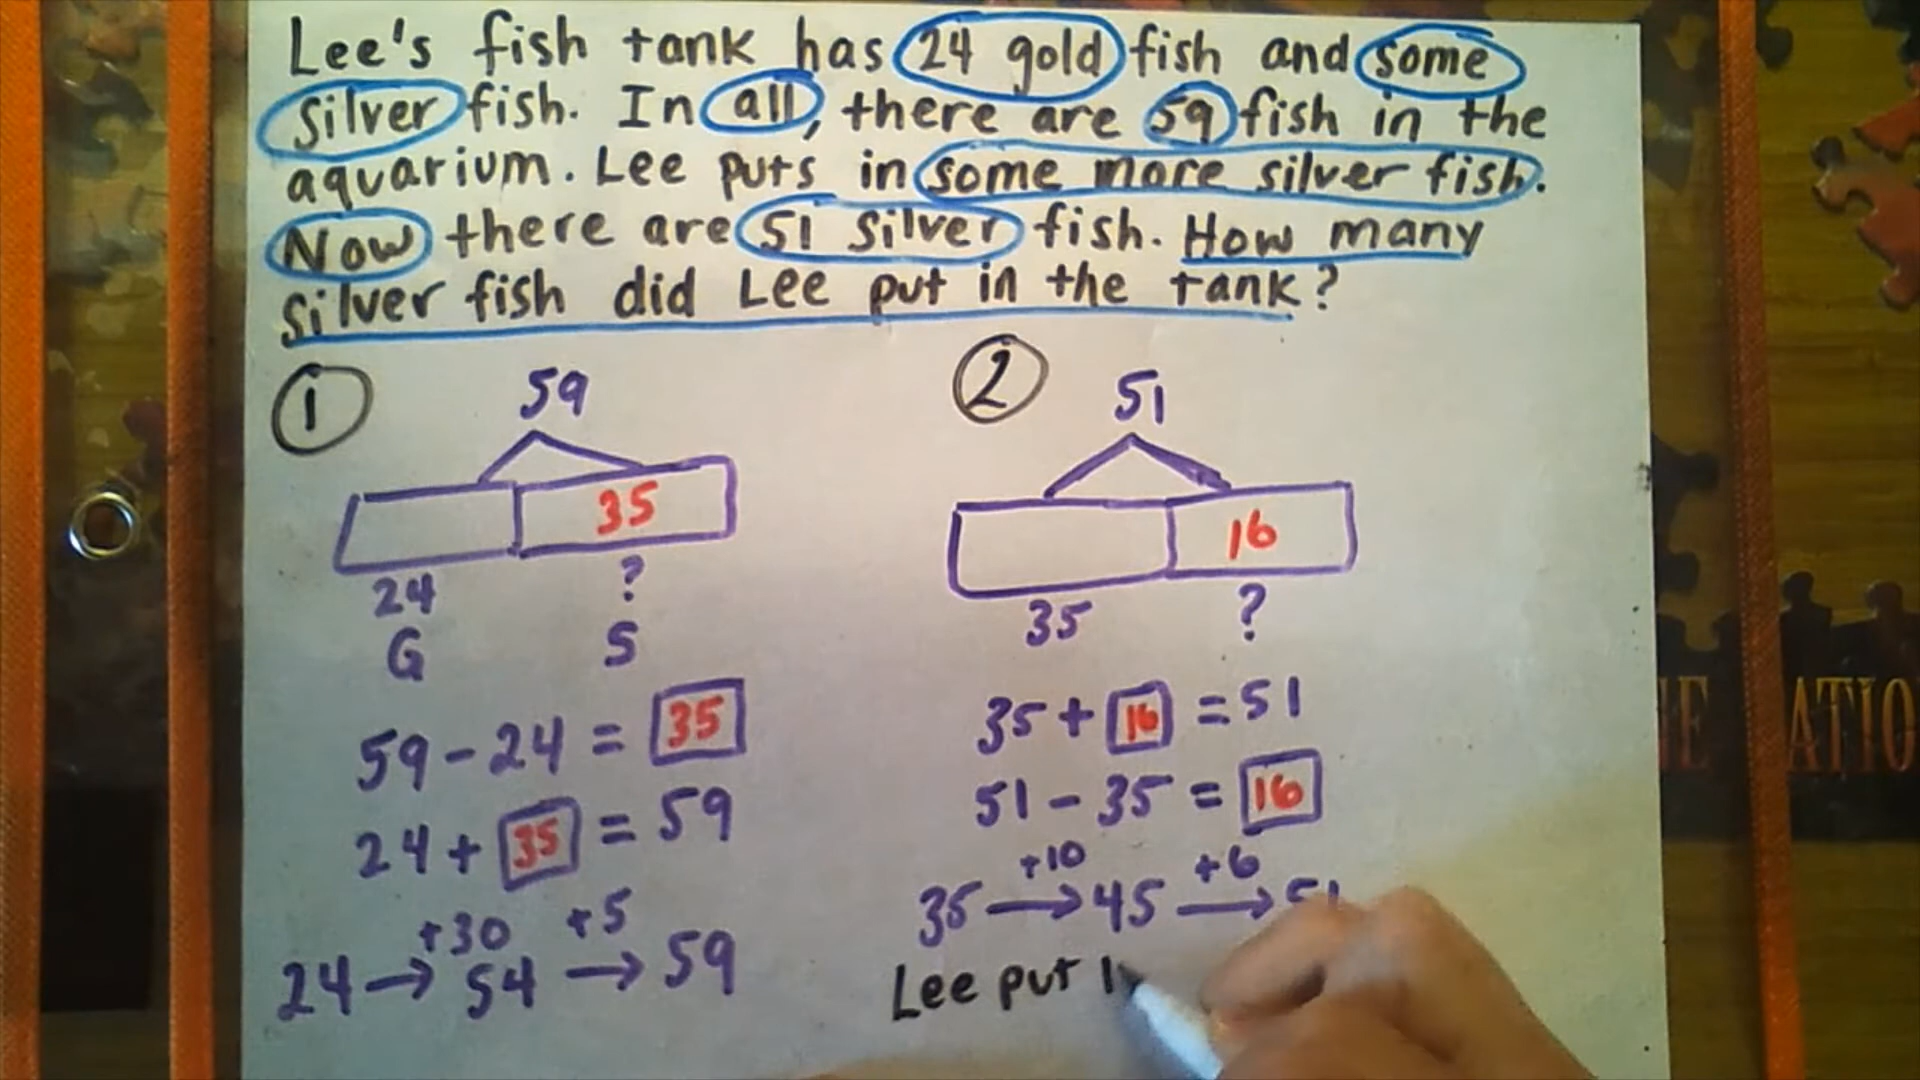 Lee's fish tank has 24 gold fish and some
silver fish. In all, there are 59 fish in the
aquarium. Lee puts in some more silver fish.
Now there are 51 silver fish. How many
silver fish did Lee put in the tank?
1
59
35
24
?
G
S
59 - 24 = 35
24 + 35 = 59
+30 +5
24 → 54 → 59
2
51
16
35
?
35 + 16 = 51
51 - 35 = 16
+10 +6
35 → 45 → 51
Lee put
ATIO